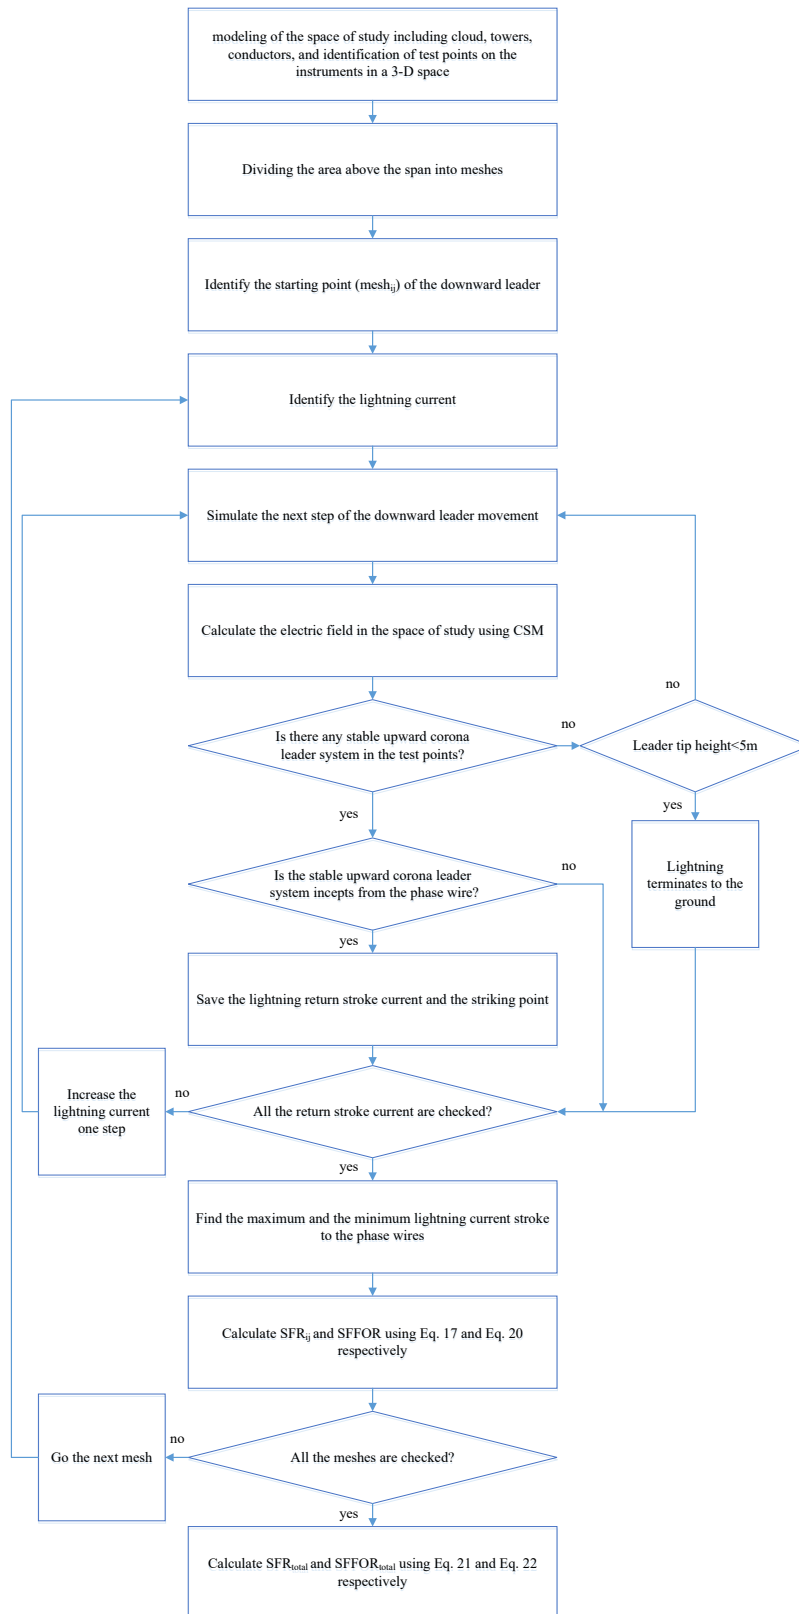 modeling of the space of study including cloud, towers,
conductors, and identification of test points on the
instruments in a 3-D space
Dividing the area above the span into meshes
Identify the starting point (meshij) of the downward leader
Identify the lightning current
Simulate the next step of the downward leader movement
Calculate the electric field in the space of study using CSM
no
Is there any stable upward corona
leader system in the test points?
no
Leader tip height<5m
yes
yes
Lightning
terminates to the
ground
Is the stable upward corona leader
system incepts from the phase wire?
no
yes
Save the lightning return stroke current and the striking point
Increase the
lightning current
one step
no
All the return stroke current are checked?
yes
Find the maximum and the minimum lightning current stroke
to the phase wires
Calculate SFRij and SFFOR using Eq. 17 and Eq. 20
respectively
Go the next mesh
no
All the meshes are checked?
yes
Calculate SFRtotal and SFFORtotal using Eq. 21 and Eq. 22
respectively